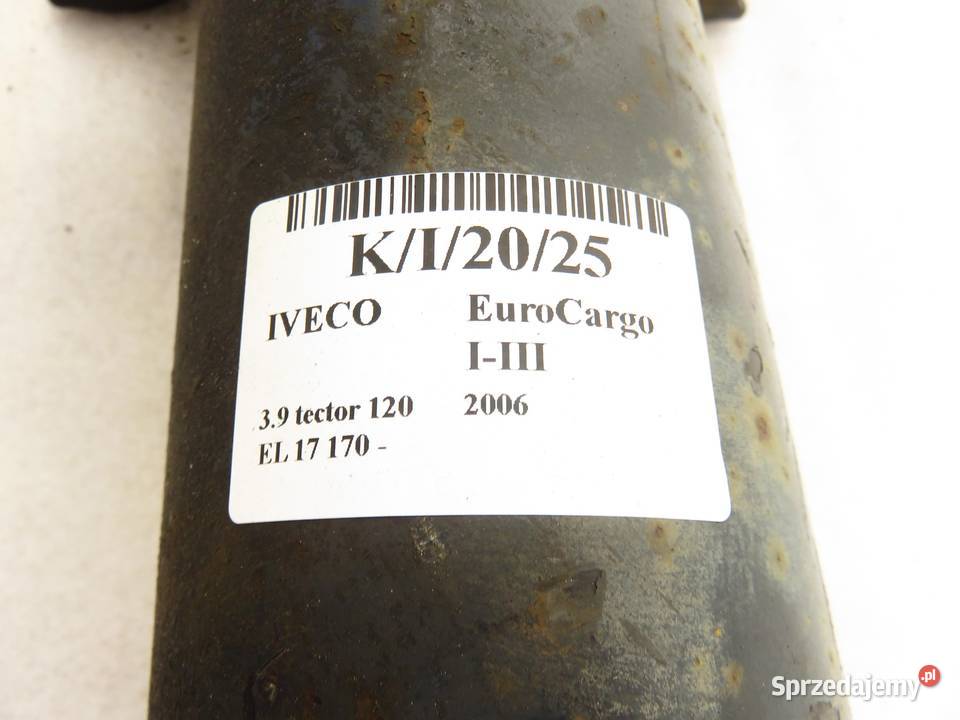 K/I/20/25
IVECO EuroCargo
I-III
3.9 tector 120 2006
EL 17 170 -
Sprzedajemy.pl